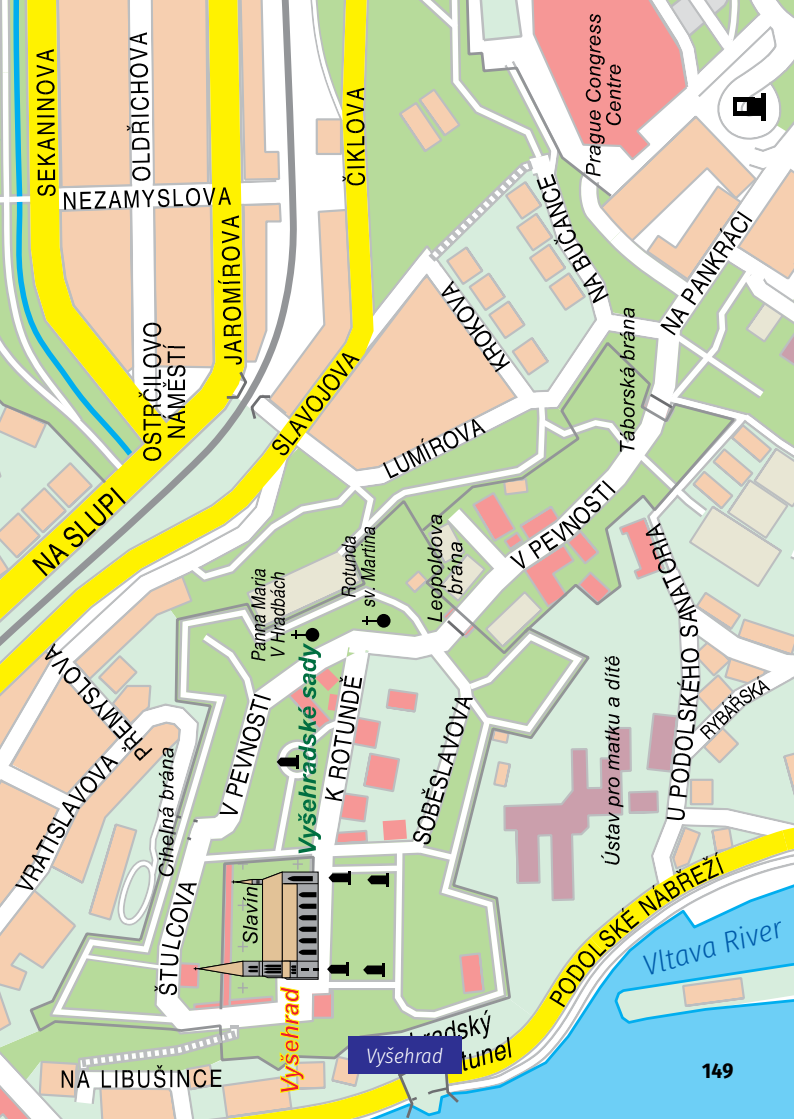 SEKANINOVA
OLDŘICHOVA
NEZAMYSLOVA
ČIKLOVA
JAROMÍROVA
Prague Congress
Centre
NA BUČANCE
NA PANKRÁCI
KROKOVA
OSTRČILOVO
NÁMĚSTÍ
SLAVOJOVA
LUMÍROVA
Táborská brána
NA SLUPI
V PEVNOSTI
Leopoldova
brána
Rotunda
sv. Martina
Panna Maria
V Hradbách
U PODOLSKÉHO SANATORIA
PŘEMYSLOVA
Vyšehradské sady
V PEVNOSTI
K ROTUNDĚ
SOBĚSLAVOVA
Ústav pro matku a dítě
RYBÁŘSKÁ
VRATISLAVOVA
Cihelná brána
ŠTULCOVA
Slavín
PODOLSKÉ NÁBŘEŽÍ
Vltava River
Vyšehrad
NA LIBUŠINCE
Vyšehrad
hradský
tunel
149